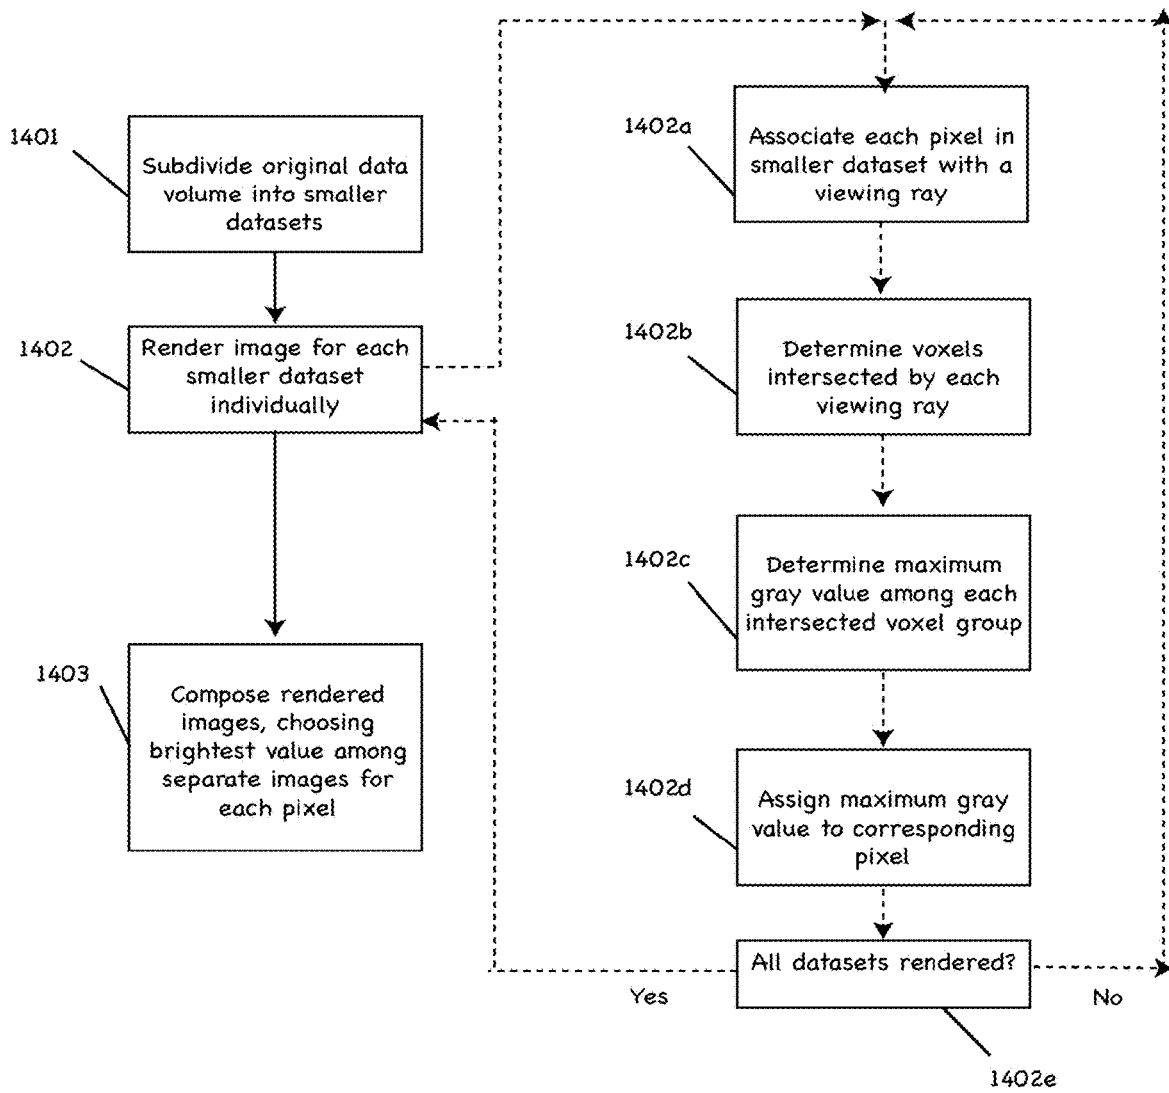 1401
Subdivide original data
volume into smaller
datasets
1402
Render image for each
smaller dataset
individually
1403
Compose rendered
images, choosing
brightest value among
separate images for
each pixel
1402a
Associate each pixel in
smaller dataset with a
viewing ray
1402b
Determine voxels
intersected by each
viewing ray
1402c
Determine maximum
gray value among each
intersected voxel group
1402d
Assign maximum gray
value to corresponding
pixel
All datasets rendered?
Yes
No
1402e